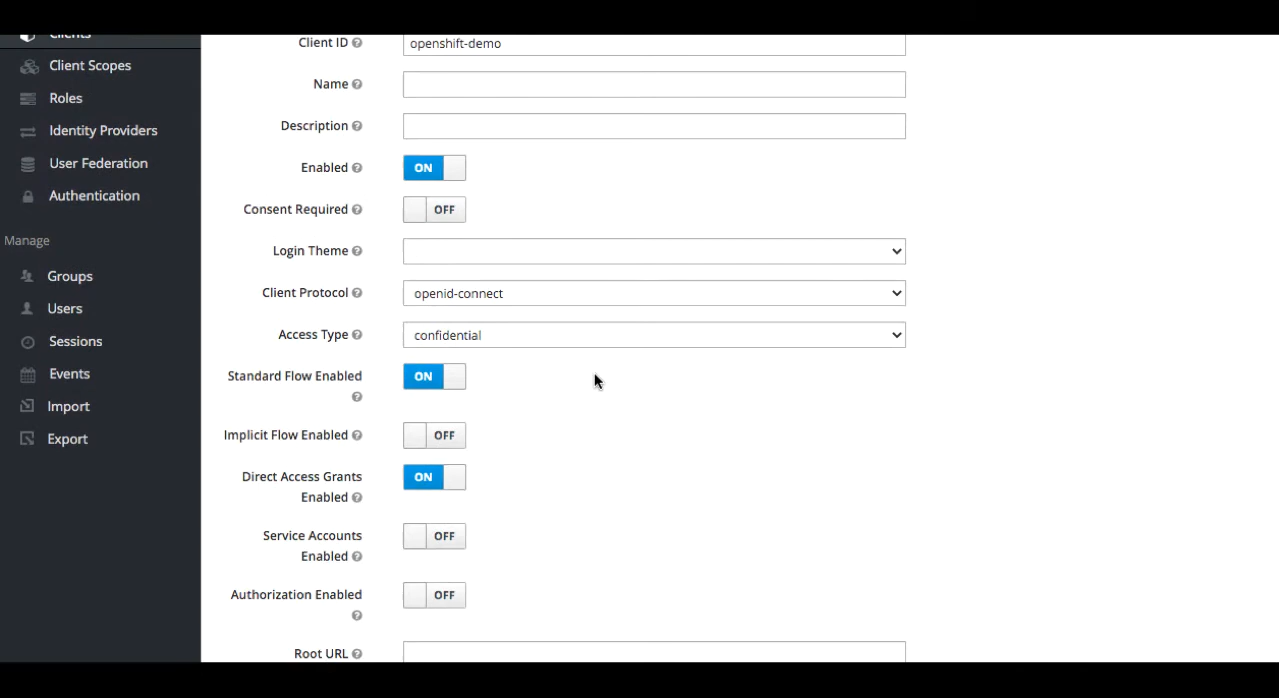 Clients
Client Scopes
Roles
Identity Providers
User Federation
Authentication
Manage
Groups
Users
Sessions
Events
Import
Export
Client ID
openshift-demo
Name
Description
Enabled
ON
Consent Required
OFF
Login Theme
Client Protocol
openid-connect
Access Type
confidential
Standard Flow Enabled
ON
Implicit Flow Enabled
OFF
Direct Access Grants
Enabled
ON
Service Accounts
Enabled
OFF
Authorization Enabled
OFF
Root URL